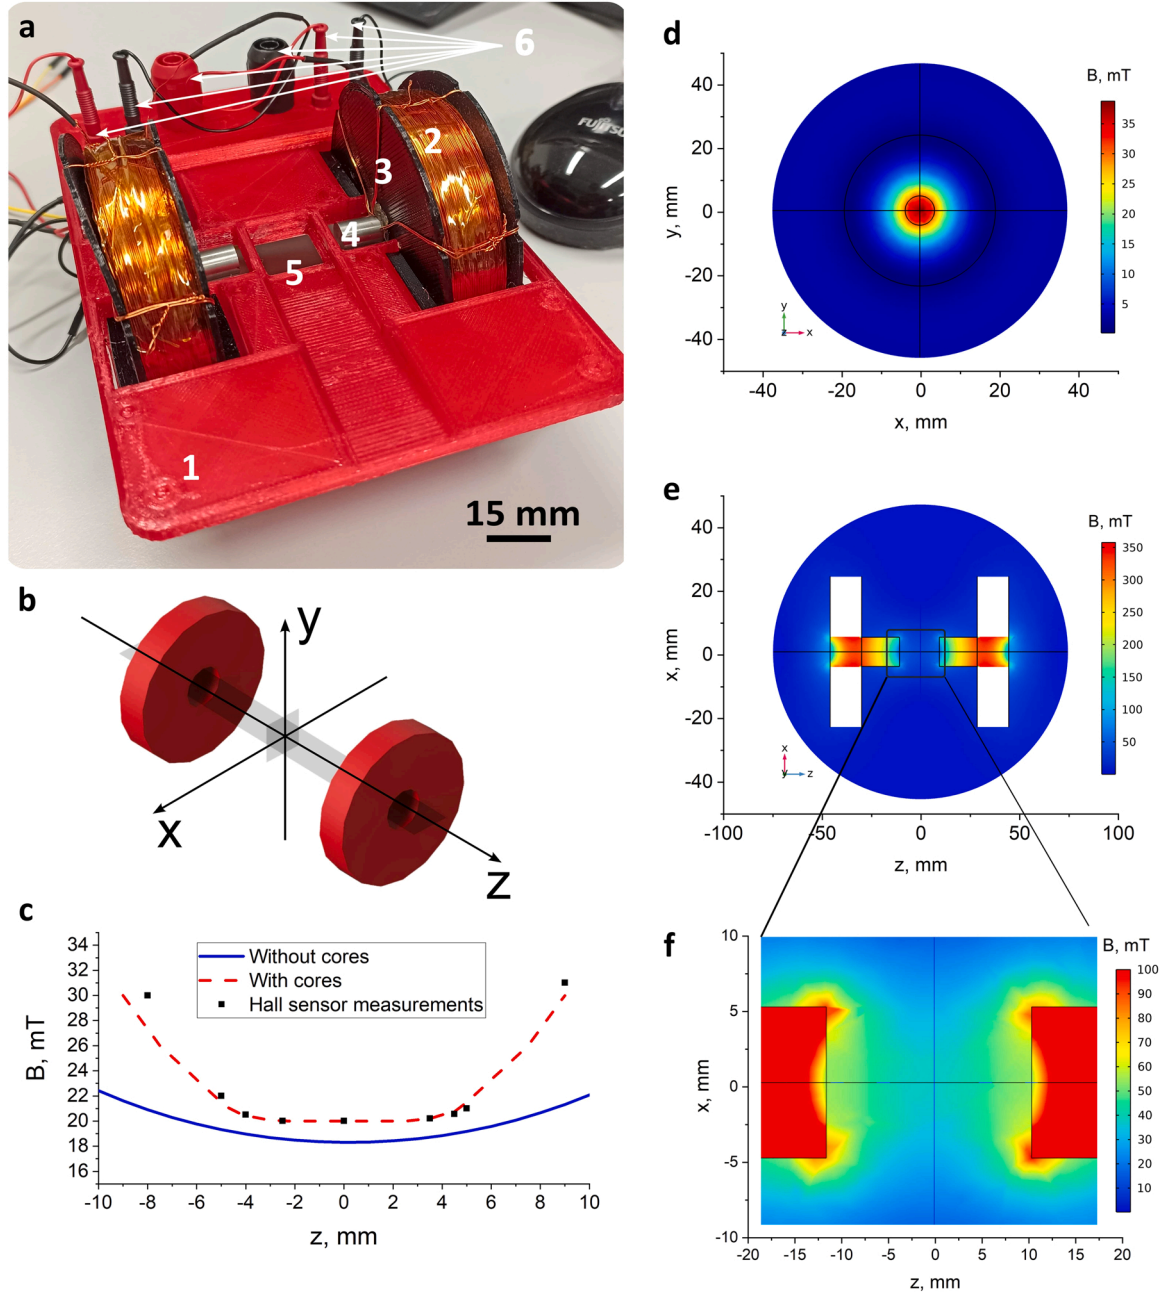 a
6
2
3
4
5
1
FUJITSU
15 mm
b
y
x
z
c
34
32
30
28
26
24
22
20
18
16
B, mT
Without cores
With cores
Hall sensor measurements
-10 -8 -6 -4 -2 0 2 4 6 8 10
z, mm
d
B, mT
40
20
0
-20
-40
y, mm
35
30
25
20
15
10
5
y
z x
-40 -20 0 20 40
x, mm
e
B, mT
40
20
0
-20
-40
x, mm
350
300
250
200
150
100
50
x
y z
-100 -50 0 50 100
z, mm
f
B, mT
10
5
0
-5
-10
x, mm
100
90
80
70
60
50
40
30
20
10
-20 -15 -10 -5 0 5 10 15 20
z, mm